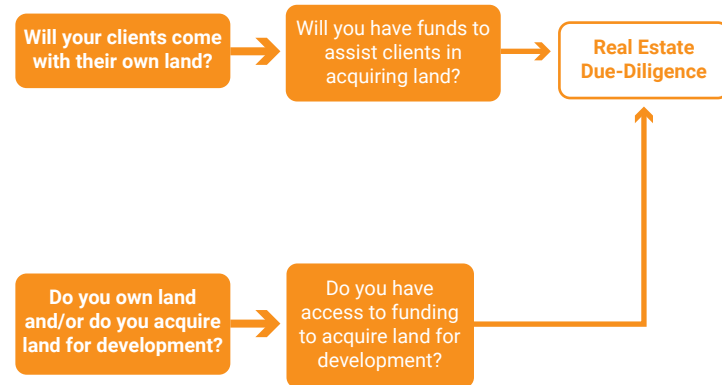 Will your clients come
with their own land?
Will you have funds to
assist clients in
acquiring land?
Real Estate
Due-Diligence
Do you own land
and/or do you acquire
land for development?
Do you have
access to funding
to acquire land for
development?